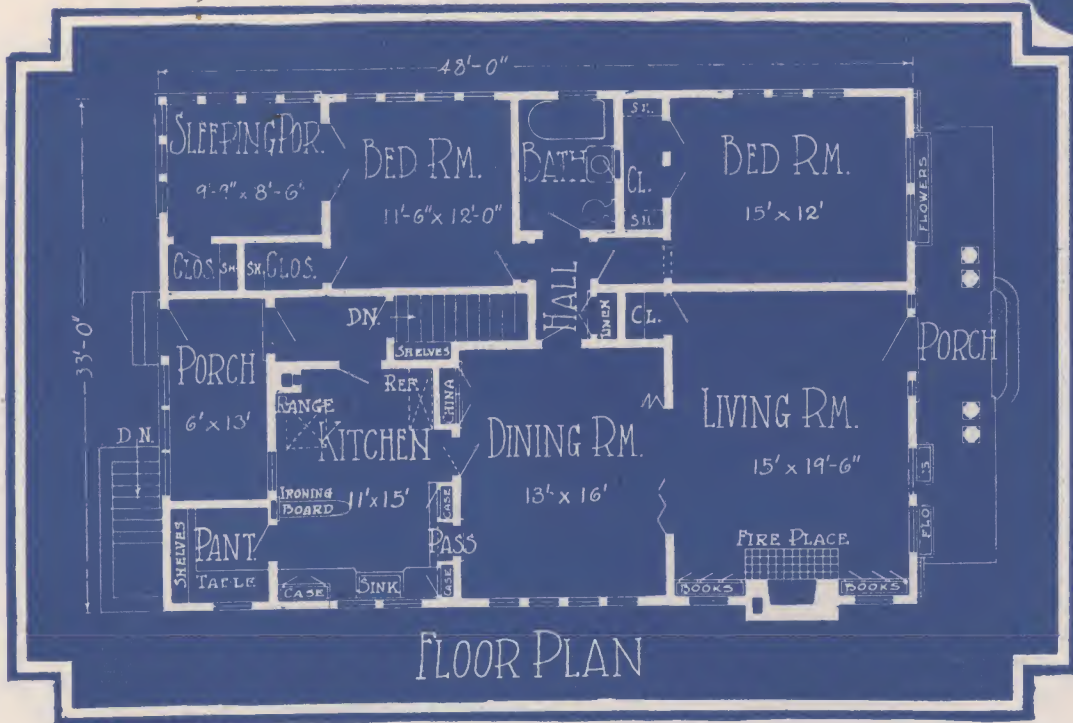 48'-0"
SLEEPING POR.
9'-9" x 8'-6"
BED RM.
11'-6" x 12'-0"
BATH
ST.
CL.
SH.
BED RM.
15' x 12'
FLOWERS
CLOS.
SH.
SH.
CLOS.
33'-0"
DN.
SHELVES
HALL
LINEN
CL.
PORCH
6' x 13'
D N.
RANGE
REF.
CHINA
KITCHEN
11' x 15'
IRONING
BOARD
DINING RM.
13' x 16'
LIVING RM.
15' x 19'-6"
PORCH
CASE
PASS
CASE
SHELVES
PANT.
TABLE
CASE
SINK
FIRE PLACE
BOOKS
BOOKS
FLO
'S
FLOOR PLAN